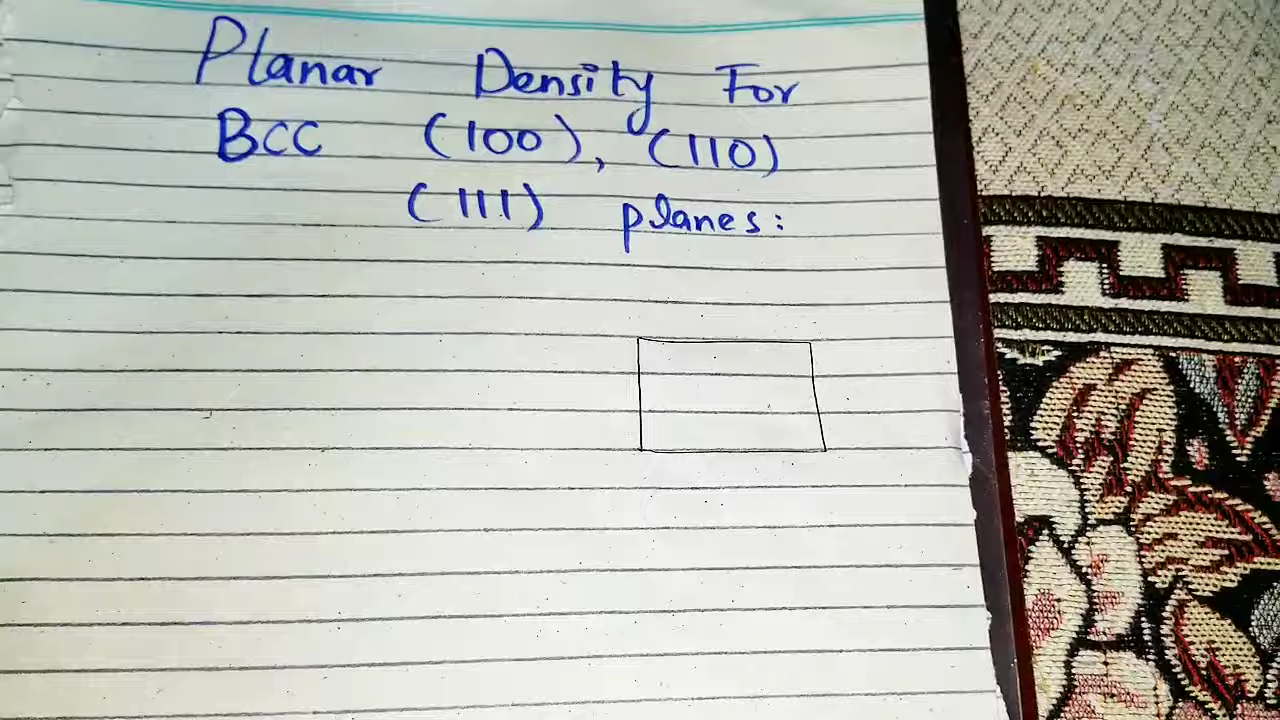 Planar Density For
BCC (100), (110)
(111) planes: